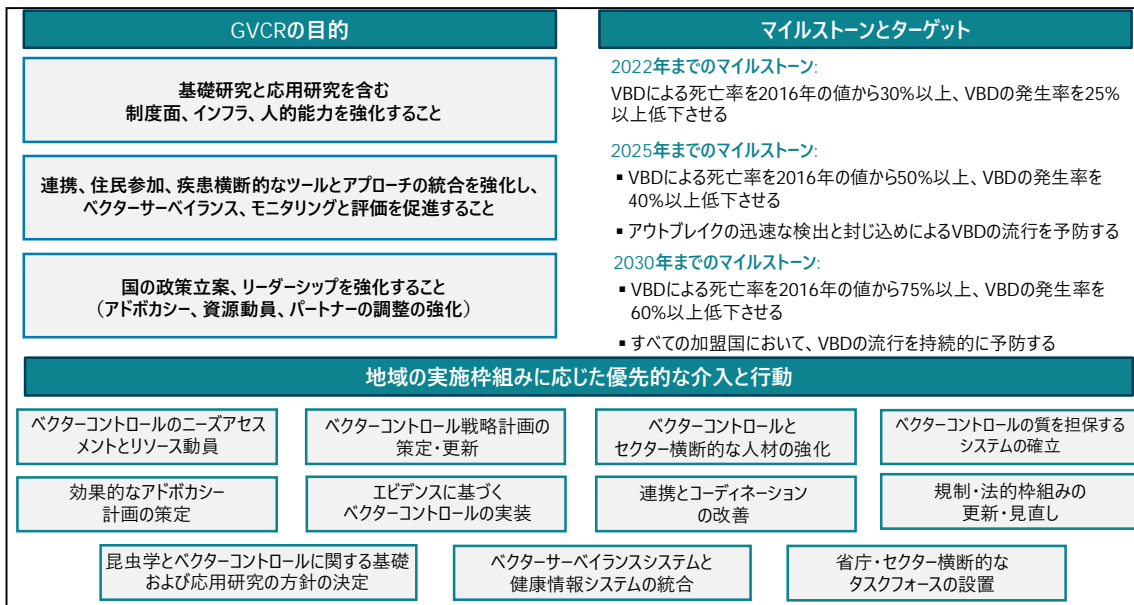 GVCRの目的
基礎研究と応用研究を含む
制度面、インフラ、人的能力を強化すること
連携、住民参加、疾患横断的なツールとアプローチの統合を強化し、
ベクターサーベイランス、モニタリングと評価を促進すること
国の政策立案、リーダーシップを強化すること
（アドボカシー、資源動員、パートナーの調整の強化）
マイルストーンとターゲット
2022年までのマイルストーン:
VBDによる死亡率を2016年の値から30%以上、VBDの発生率を25%
以上低下させる
2025年までのマイルストーン:
▪ VBDによる死亡率を2016年の値から50%以上、VBDの発生率を
40%以上低下させる
▪ アウトブレイクの迅速な検出と封じ込めによるVBDの流行を予防する
2030年までのマイルストーン:
▪ VBDによる死亡率を2016年の値から75%以上、VBDの発生率を
60%以上低下させる
▪ すべての加盟国において、VBDの流行を持続的に予防する
地域の実施枠組みに応じた優先的な介入と行動
ベクターコントロールのニーズアセス
メントとリソース動員
ベクターコントロール戦略計画の
策定・更新
ベクターコントロールと
セクター横断的な人材の強化
ベクターコントロールの質を担保する
システムの確立
効果的なアドボカシー
計画の策定
エビデンスに基づく
ベクターコントロールの実装
連携とコーディネーション
の改善
規制・法的枠組みの
更新・見直し
昆虫学とベクターコントロールに関する基礎
および応用研究の方針の決定
ベクターサーベイランスシステムと
健康情報システムの統合
省庁・セクター横断的な
タスクフォースの設置